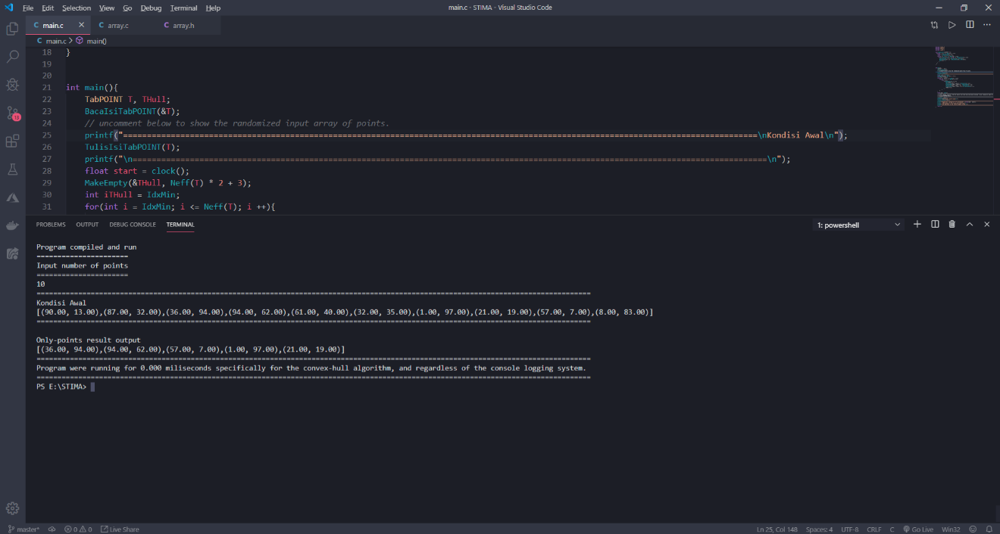 File Edit Selection View Go Debug Terminal Help main.c - STIMA - Visual Studio Code
C main.c × C array.c C array.h
C main.c > main()
18 }
19
20
21 int main(){
22 TabPOINT T, THull;
23 BacaIsiTabPOINT(&T);
24 // uncomment below to show the randomized input array of points.
25 printf("=====================================================================================================================================\nKondisi Awal\n");
26 TulisIsiTabPOINT(T);
27 printf("\n=====================================================================================================================================\n");
28 float start = clock();
29 MakeEmpty(&THull, Neff(T) * 2 + 3);
30 int iTHull = IdxMin;
31 for(int i = IdxMin; i <= Neff(T); i ++){
13
PROBLEMS OUTPUT DEBUG CONSOLE TERMINAL 1: powershell
Program compiled and run
======================
Input number of points
======================
10
=====================================================================================================================================
Kondisi Awal
[(90.00, 13.00),(87.00, 32.00),(36.00, 94.00),(94.00, 62.00),(61.00, 40.00),(32.00, 35.00),(1.00, 97.00),(21.00, 19.00),(57.00, 7.00),(8.00, 83.00)]
=====================================================================================================================================
Only-points result output
[(36.00, 94.00),(94.00, 62.00),(57.00, 7.00),(1.00, 97.00),(21.00, 19.00)]
=====================================================================================================================================
Program were running for 0.000 miliseconds specifically for the convex-hull algorithm, and regardless of the console logging system.
=====================================================================================================================================
PS E:\STIMA>
master* 0 0 Live Share Ln 25, Col 148 Spaces: 4 UTF-8 CRLF C Go Live Win32